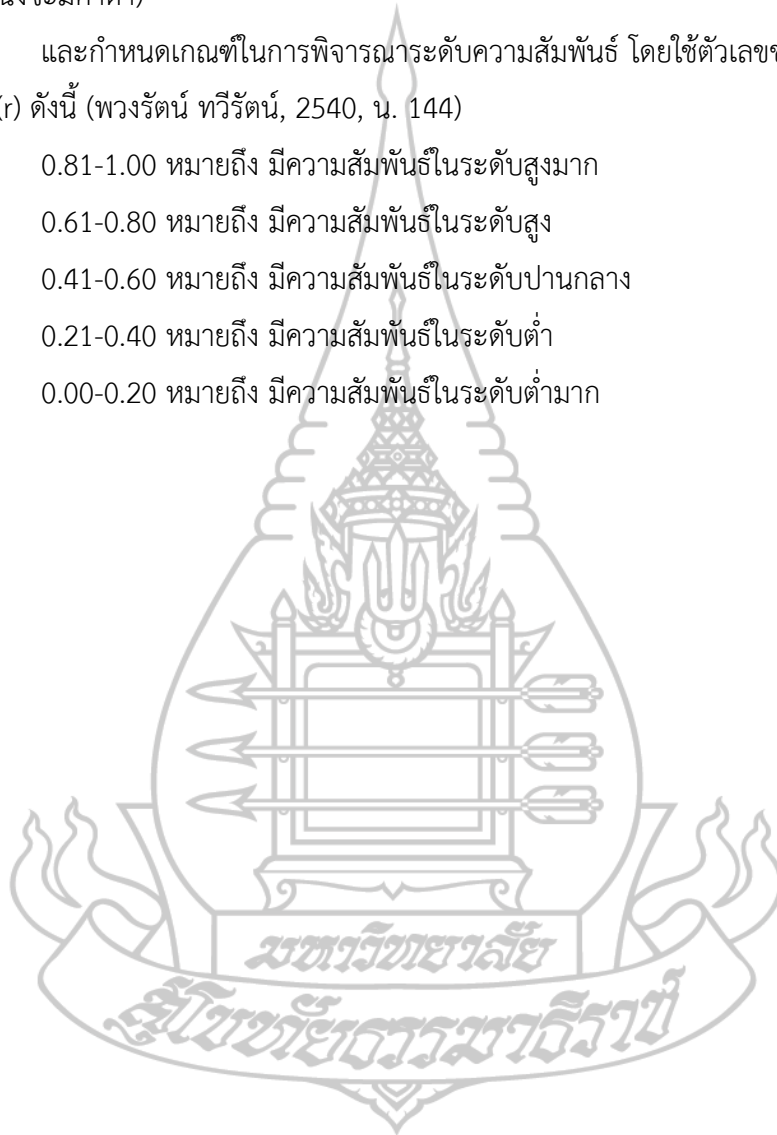 และกำหนดเกณฑ์ในการพิจารณาระดับความสัมพันธ์ โดยใช้ตัวเลข
(r) ดังนี้ (พวงรัตน์ ทวีรัตน์, 2540, น. 144)
0.81-1.00 หมายถึง มีความสัมพันธ์ในระดับสูงมาก
0.61-0.80 หมายถึง มีความสัมพันธ์ในระดับสูง
0.41-0.60 หมายถึง มีความสัมพันธ์ในระดับปานกลาง
0.21-0.40 หมายถึง มีความสัมพันธ์ในระดับต่ำ
0.00-0.20 หมายถึง มีความสัมพันธ์ในระดับต่ำมาก
มหาวิทยาลัย
สุโขทัยธรรมาธิราช